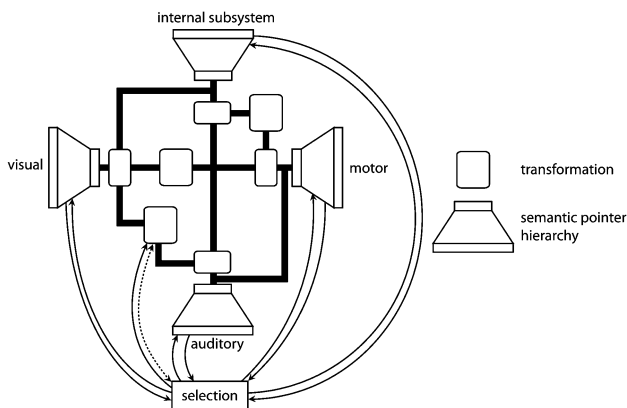 internal subsystem
visual
motor
transformation
semantic pointer
hierarchy
auditory
selection